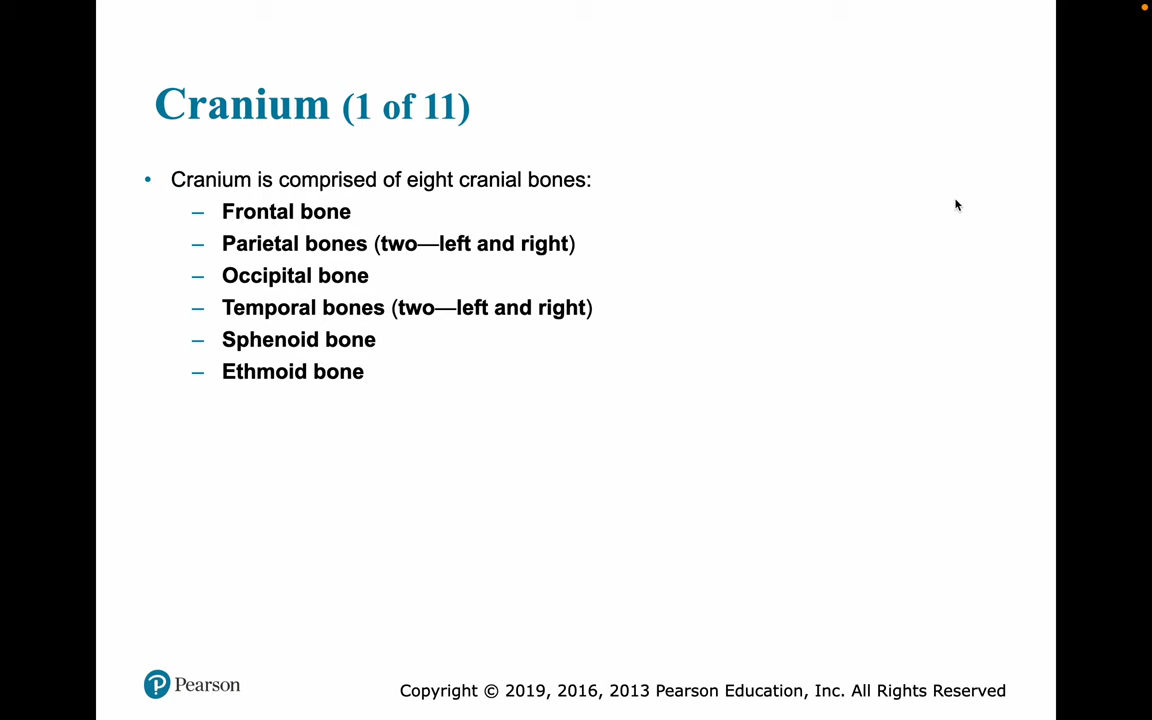 Cranium (1 of 11)
• Cranium is comprised of eight cranial bones:
– Frontal bone
– Parietal bones (two—left and right)
– Occipital bone
– Temporal bones (two—left and right)
– Sphenoid bone
– Ethmoid bone
Pearson
Copyright © 2019, 2016, 2013 Pearson Education, Inc. All Rights Reserved